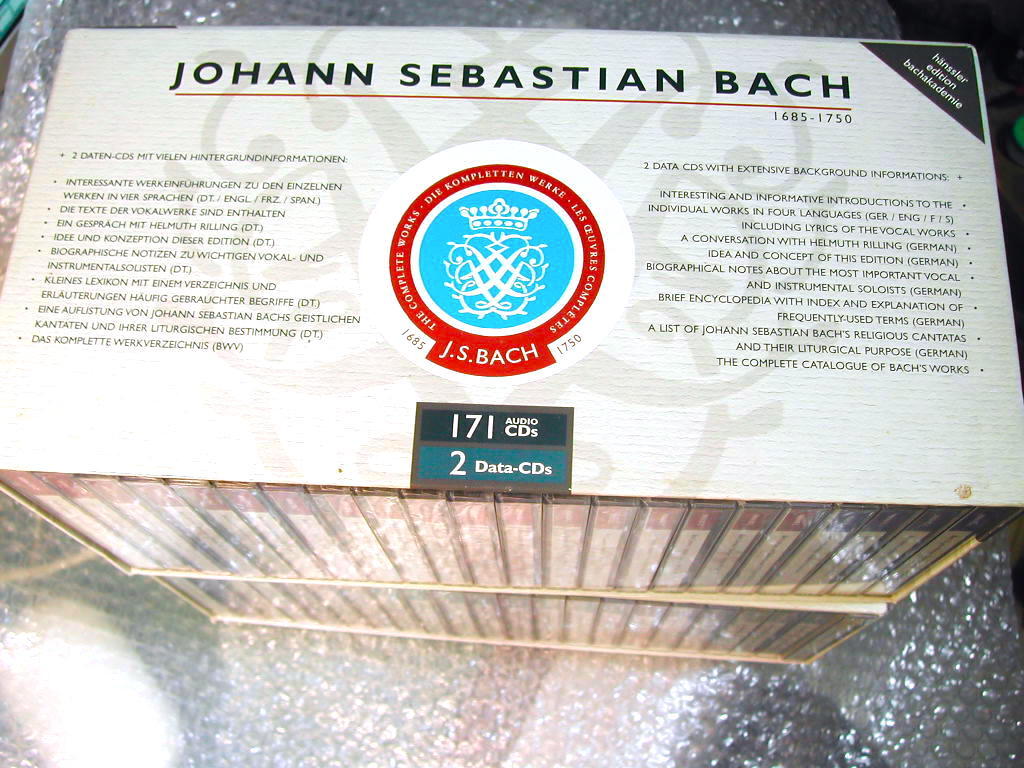 JOHANN SEBASTIAN BACH
1685-1750
hänssler
edition
bachakademie
+ 2 DATEN-CDS MIT VIELEN HINTERGRUNDINFORMATIONEN:
• INTERESSANTE WERKEINFÜHRUNGEN ZU DEN EINZELNEN
WERKEN IN VIER SPRACHEN (DT. / ENGL. / FRZ. / SPAN.)
• DIE TEXTE DER VOKALWERKE SIND ENTHALTEN
• EIN GESPRÄCH MIT HELMUTH RILLING (DT.)
• IDEE UND KONZEPTION DIESER EDITION (DT.)
• BIOGRAPHISCHE NOTIZEN ZU WICHTIGEN VOKAL- UND
INSTRUMENTALSOLISTEN (DT.)
• KLEINES LEXIKON MIT EINEM VERZEICHNIS UND
ERLÄUTERUNGEN HÄUFIG GEBRAUCHTER BEGRIFFE (DT.)
• EINE AUFLISTUNG VON JOHANN SEBASTIAN BACHS GEISTLICHEN
KANTATEN UND IHRER LITURGISCHEN BESTIMMUNG (DT.)
• DAS KOMPLETTE WERKVERZEICHNIS (BWV)
THE COMPLETE WORKS · DIE KOMPLETTEN WERKE · LES ŒUVRES COMPLETES
1685 J.S.BACH 1750
2 DATA CDS WITH EXTENSIVE BACKGROUND INFORMATIONS: +
INTERESTING AND INFORMATIVE INTRODUCTIONS TO THE •
INDIVIDUAL WORKS IN FOUR LANGUAGES (GER / ENG / F / S)
INCLUDING LYRICS OF THE VOCAL WORKS •
A CONVERSATION WITH HELMUTH RILLING (GERMAN) •
IDEA AND CONCEPT OF THIS EDITION (GERMAN) •
BIOGRAPHICAL NOTES ABOUT THE MOST IMPORTANT VOCAL •
AND INSTRUMENTAL SOLOISTS (GERMAN)
BRIEF ENCYCLOPEDIA WITH INDEX AND EXPLANATION OF •
FREQUENTLY-USED TERMS (GERMAN)
A LIST OF JOHANN SEBASTIAN BACH'S RELIGIOUS CANTATAS •
AND THEIR LITURGICAL PURPOSE (GERMAN)
THE COMPLETE CATALOGUE OF BACH'S WORKS •
171 AUDIO CDs
2 Data-CDs